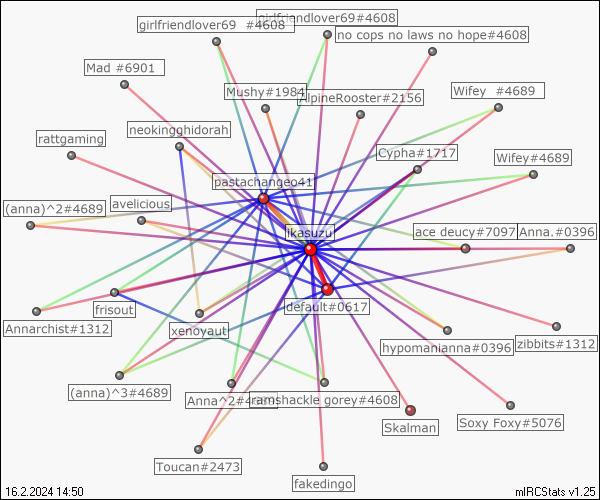 girlfriendlover69#4608
girlfriendlover69 #4608
no cops no laws no hope#4608
Mad #6901
Mushy#1984
AlpineRooster#2156
Wifey #4689
neokingghidorah
rattgaming
Cypha#1717
Wifey#4689
pastachangeo41
(anna)^2#4689
avelicious
likasuzu
ace deucy#7097
Anna.#0396
frisout
default#0617
Annarchist#1312
xenoyaut
hypomanianna#0396
zibbits#1312
(anna)^3#4689
Anna^2#4689
ramshackle gorey#4608
Skalman
Soxy Foxy#5076
Toucan#2473
fakedingo
16.2.2024 14:50
mIRCStats v1.25